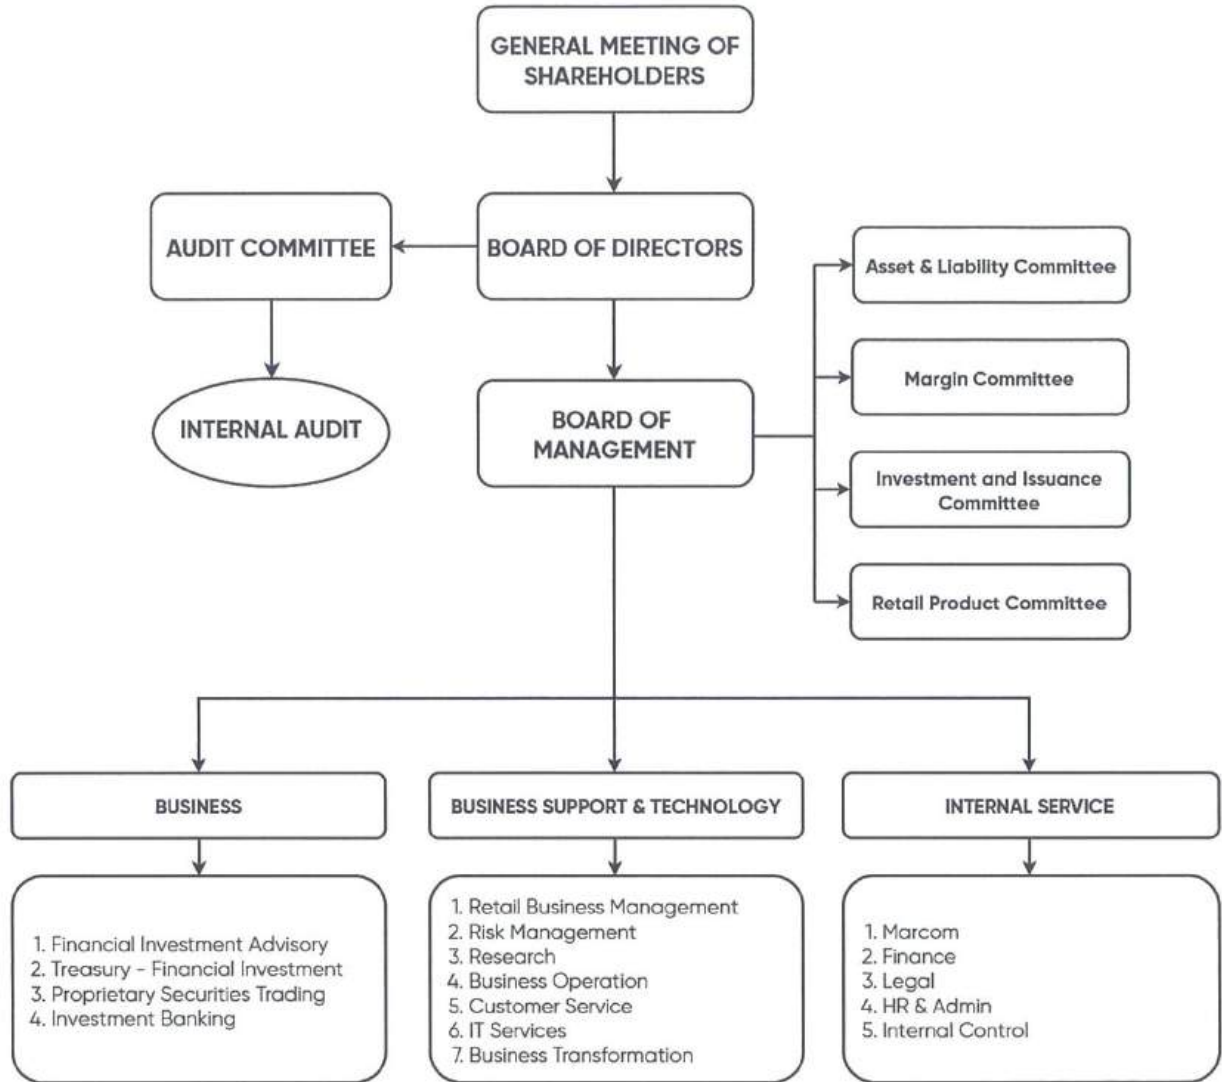 GENERAL MEETING OF
SHAREHOLDERS
AUDIT COMMITTEE
BOARD OF DIRECTORS
Asset & Liability Committee
Margin Committee
INTERNAL AUDIT
BOARD OF
MANAGEMENT
Investment and Issuance
Committee
Retail Product Committee
BUSINESS
BUSINESS SUPPORT & TECHNOLOGY
INTERNAL SERVICE
1. Financial Investment Advisory
2. Treasury - Financial Investment
3. Proprietary Securities Trading
4. Investment Banking
1. Retail Business Management
2. Risk Management
3. Research
4. Business Operation
5. Customer Service
6. IT Services
7. Business Transformation
1. Marcom
2. Finance
3. Legal
4. HR & Admin
5. Internal Control